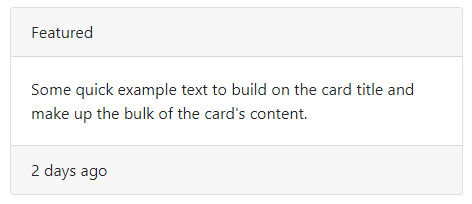 Featured
Some quick example text to build on the card title and
make up the bulk of the card's content.
2 days ago